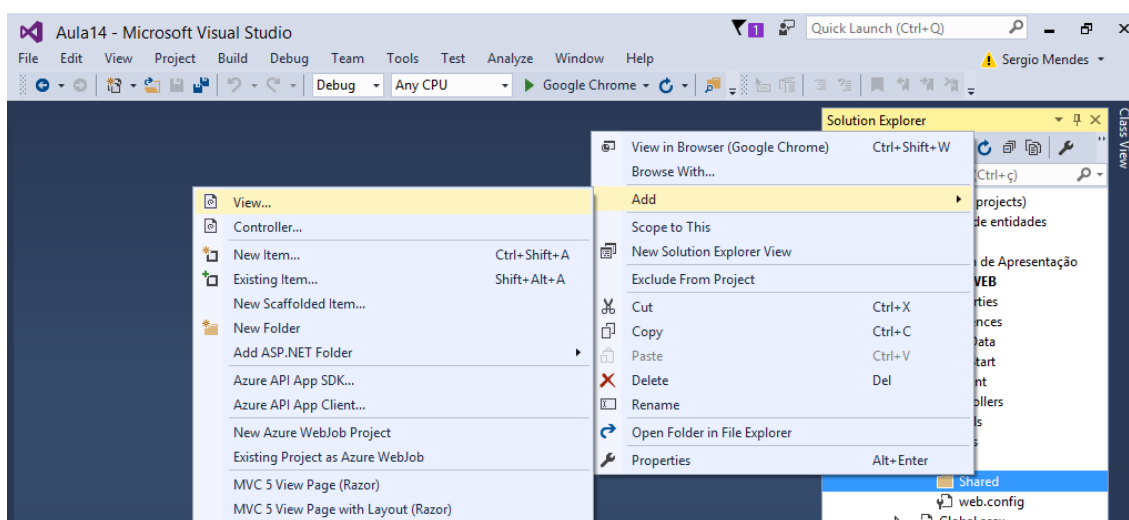 Aula14 - Microsoft Visual Studio
1
Quick Launch (Ctrl+Q)
File Edit View Project Build Debug Team Tools Test Analyze Window Help
Sergio Mendes
Debug Any CPU Google Chrome
Solution Explorer
Class View
View in Browser (Google Chrome) Ctrl+Shift+W
Browse With...
Add
Scope to This
New Solution Explorer View
Exclude From Project
Cut Ctrl+X
Copy Ctrl+C
Paste Ctrl+V
Delete Del
Rename
Open Folder in File Explorer
Properties Alt+Enter
View...
Controller...
New Item... Ctrl+Shift+A
Existing Item... Shift+Alt+A
New Scaffolded Item...
New Folder
Add ASP.NET Folder
Azure API App SDK...
Azure API App Client...
New Azure WebJob Project
Existing Project as Azure WebJob
MVC 5 View Page (Razor)
MVC 5 View Page with Layout (Razor)
(Ctrl+ç)
projects)
de entidades
de Apresentação
WEB
rties
ences
Data
tart
nt
ollers
ls
s
Shared
web.config